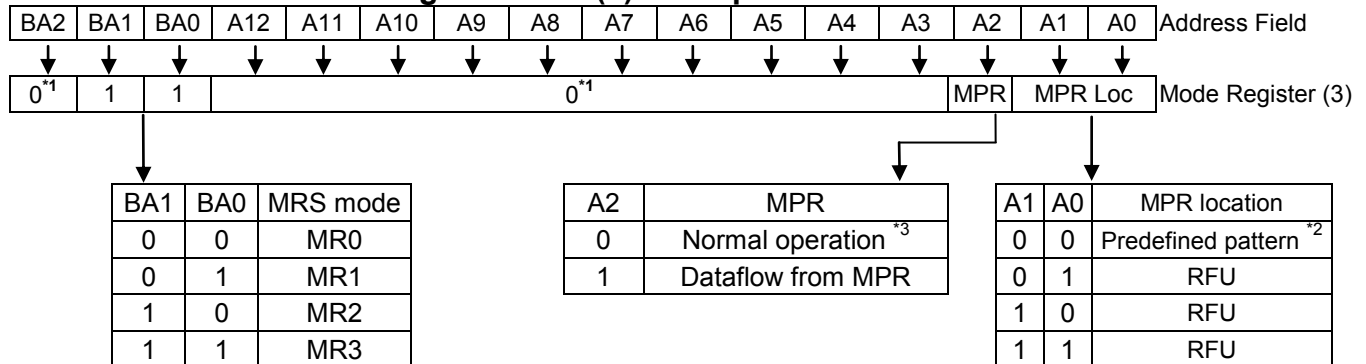 BA2 BA1 BA0 A12 A11 A10 A9 A8 A7 A6 A5 A4 A3 A2 A1 A0 Address Field
0*1 1 1 0*1 MPR MPR Loc Mode Register (3)
BA1 BA0 MRS mode
0 0 MR0
0 1 MR1
1 0 MR2
1 1 MR3
A2 MPR
0 Normal operation *3
1 Dataflow from MPR
A1 A0 MPR location
0 0 Predefined pattern *2
0 1 RFU
1 0 RFU
1 1 RFU